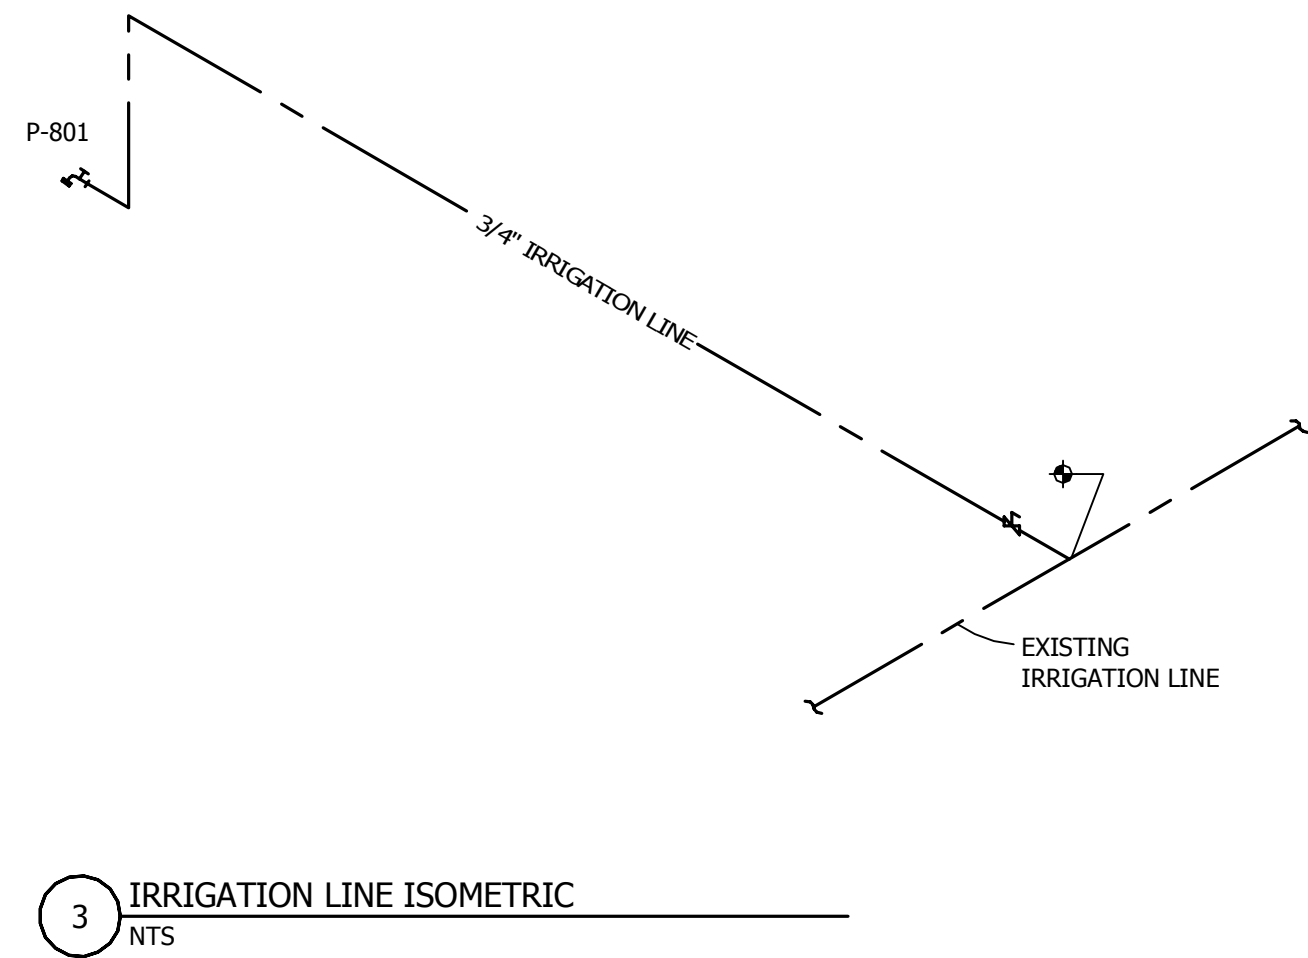 P-801
3/4" IRRIGATION LINE
EXISTING
IRRIGATION LINE
3
IRRIGATION LINE ISOMETRIC
NTS